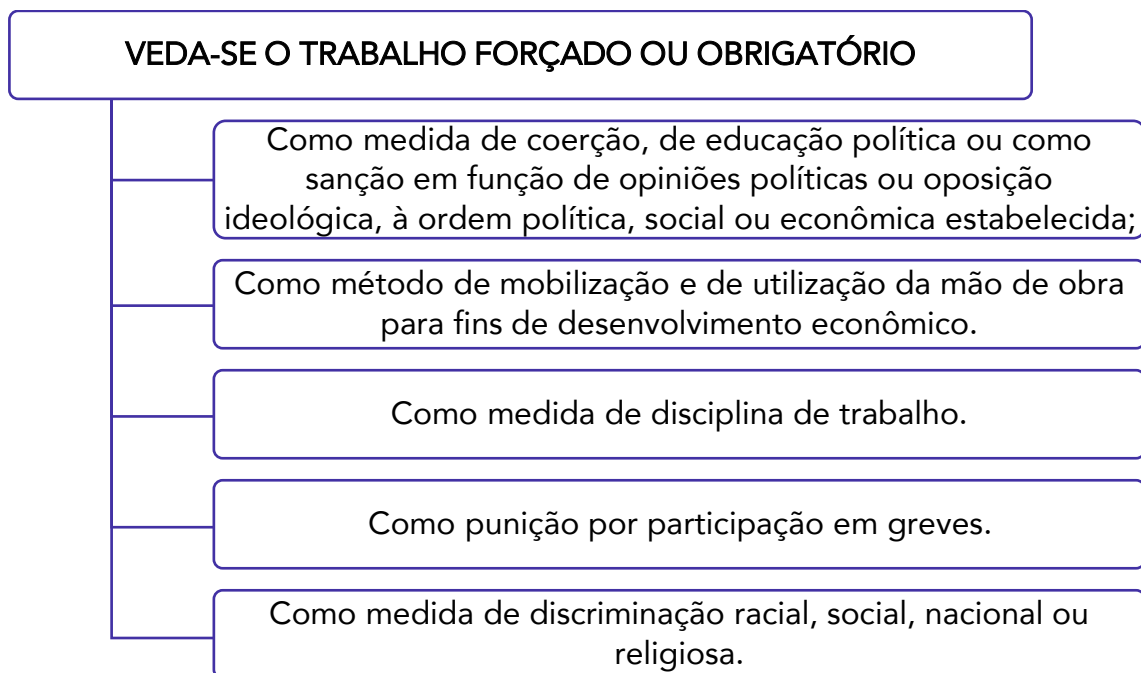 VEDA-SE O TRABALHO FORÇADO OU OBRIGATÓRIO
Como medida de coerção, de educação política ou como
sanção em função de opiniões políticas ou oposição
ideológica, à ordem política, social ou econômica estabelecida;
Como método de mobilização e de utilização da mão de obra
para fins de desenvolvimento econômico.
Como medida de disciplina de trabalho.
Como punição por participação em greves.
Como medida de discriminação racial, social, nacional ou
religiosa.